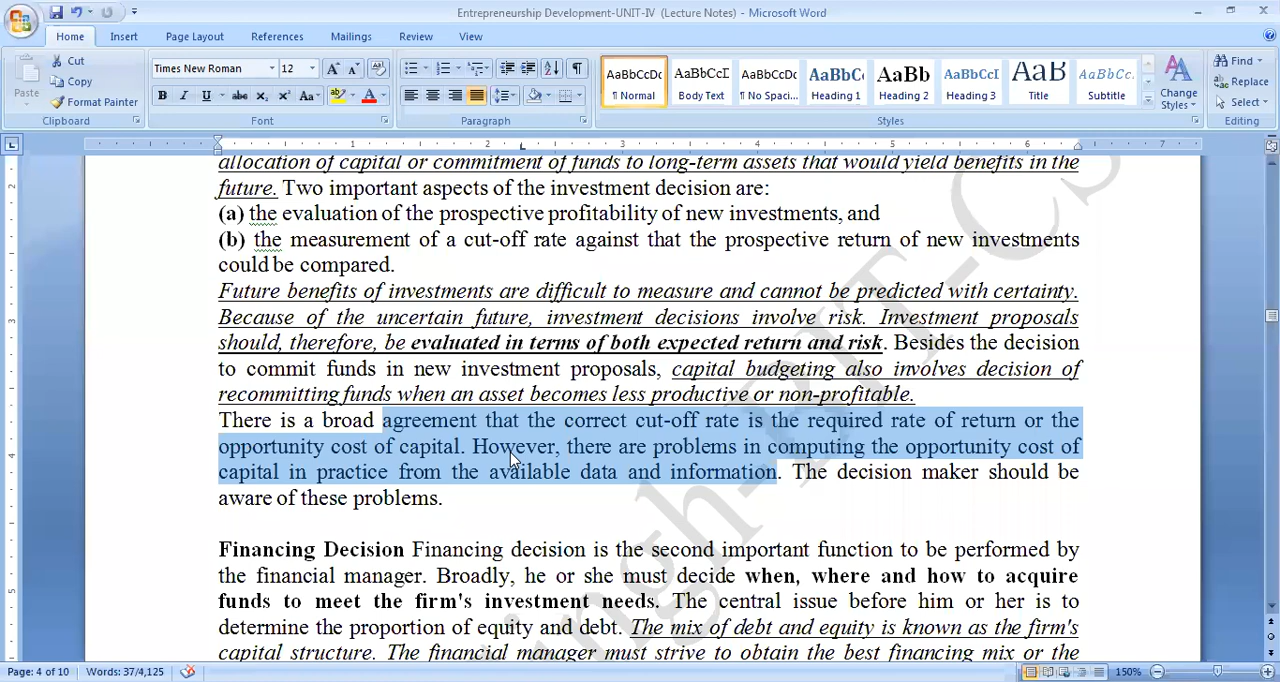 Entrepreneurship Development-UNIT-IV (Lecture Notes) - Microsoft Word
Home Insert Page Layout References Mailings Review View
Paste Cut Copy Format Painter
Times New Roman 12
AaBbCcDc AaBbCcI AaBbCcDc AaBbC( AaBb AaBbCcI AaB AaBbCc.
¶ Normal Body Text ¶ No Spaci... Heading 1 Heading 2 Heading 3 Title Subtitle Change Styles
Find Replace Select
Clipboard Font Paragraph Styles Editing
1 2 3 4 5 6 7
allocation of capital or commitment of funds to long-term assets that would yield benefits in the
future. Two important aspects of the investment decision are:
(a) the evaluation of the prospective profitability of new investments, and
(b) the measurement of a cut-off rate against that the prospective return of new investments
could be compared.
Future benefits of investments are difficult to measure and cannot be predicted with certainty.
Because of the uncertain future, investment decisions involve risk. Investment proposals
should, therefore, be evaluated in terms of both expected return and risk. Besides the decision
to commit funds in new investment proposals, capital budgeting also involves decision of
recommitting funds when an asset becomes less productive or non-profitable.
There is a broad agreement that the correct cut-off rate is the required rate of return or the
opportunity cost of capital. However, there are problems in computing the opportunity cost of
capital in practice from the available data and information. The decision maker should be
aware of these problems.
Financing Decision Financing decision is the second important function to be performed by
the financial manager. Broadly, he or she must decide when, where and how to acquire
funds to meet the firm's investment needs. The central issue before him or her is to
determine the proportion of equity and debt. The mix of debt and equity is known as the firm's
capital structure. The financial manager must strive to obtain the best financing mix or the
Page: 4 of 10 Words: 37/4,125 150%